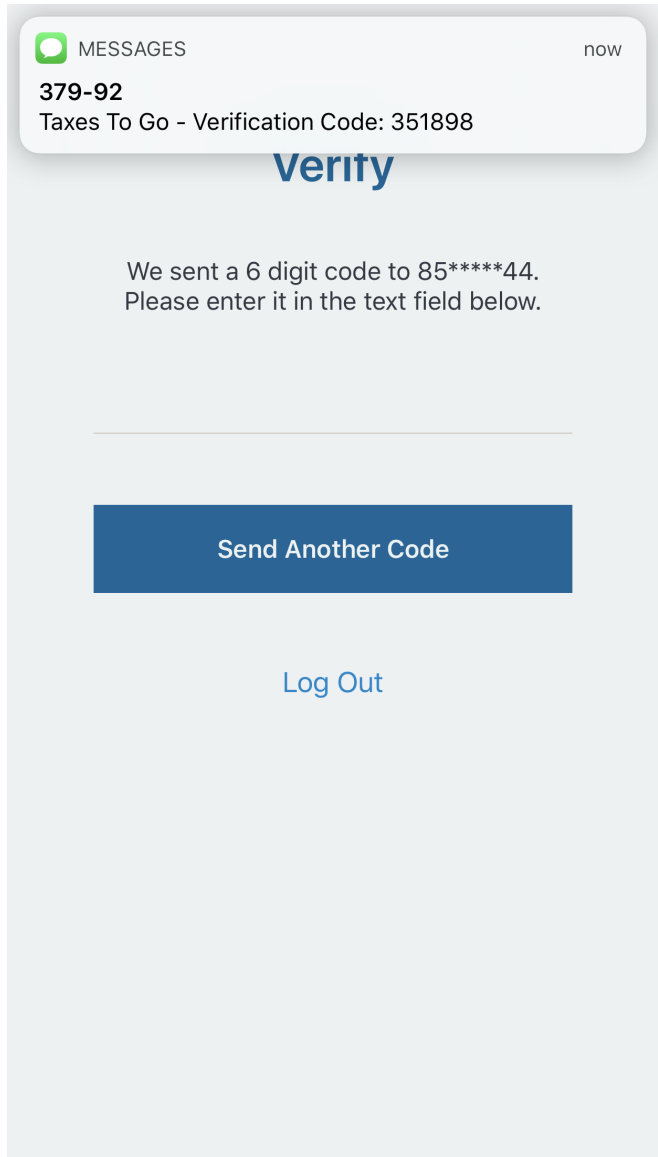 MESSAGES now
379-92
Taxes To Go - Verification Code: 351898
Verify
We sent a 6 digit code to 85*****44.
Please enter it in the text field below.
Send Another Code
Log Out